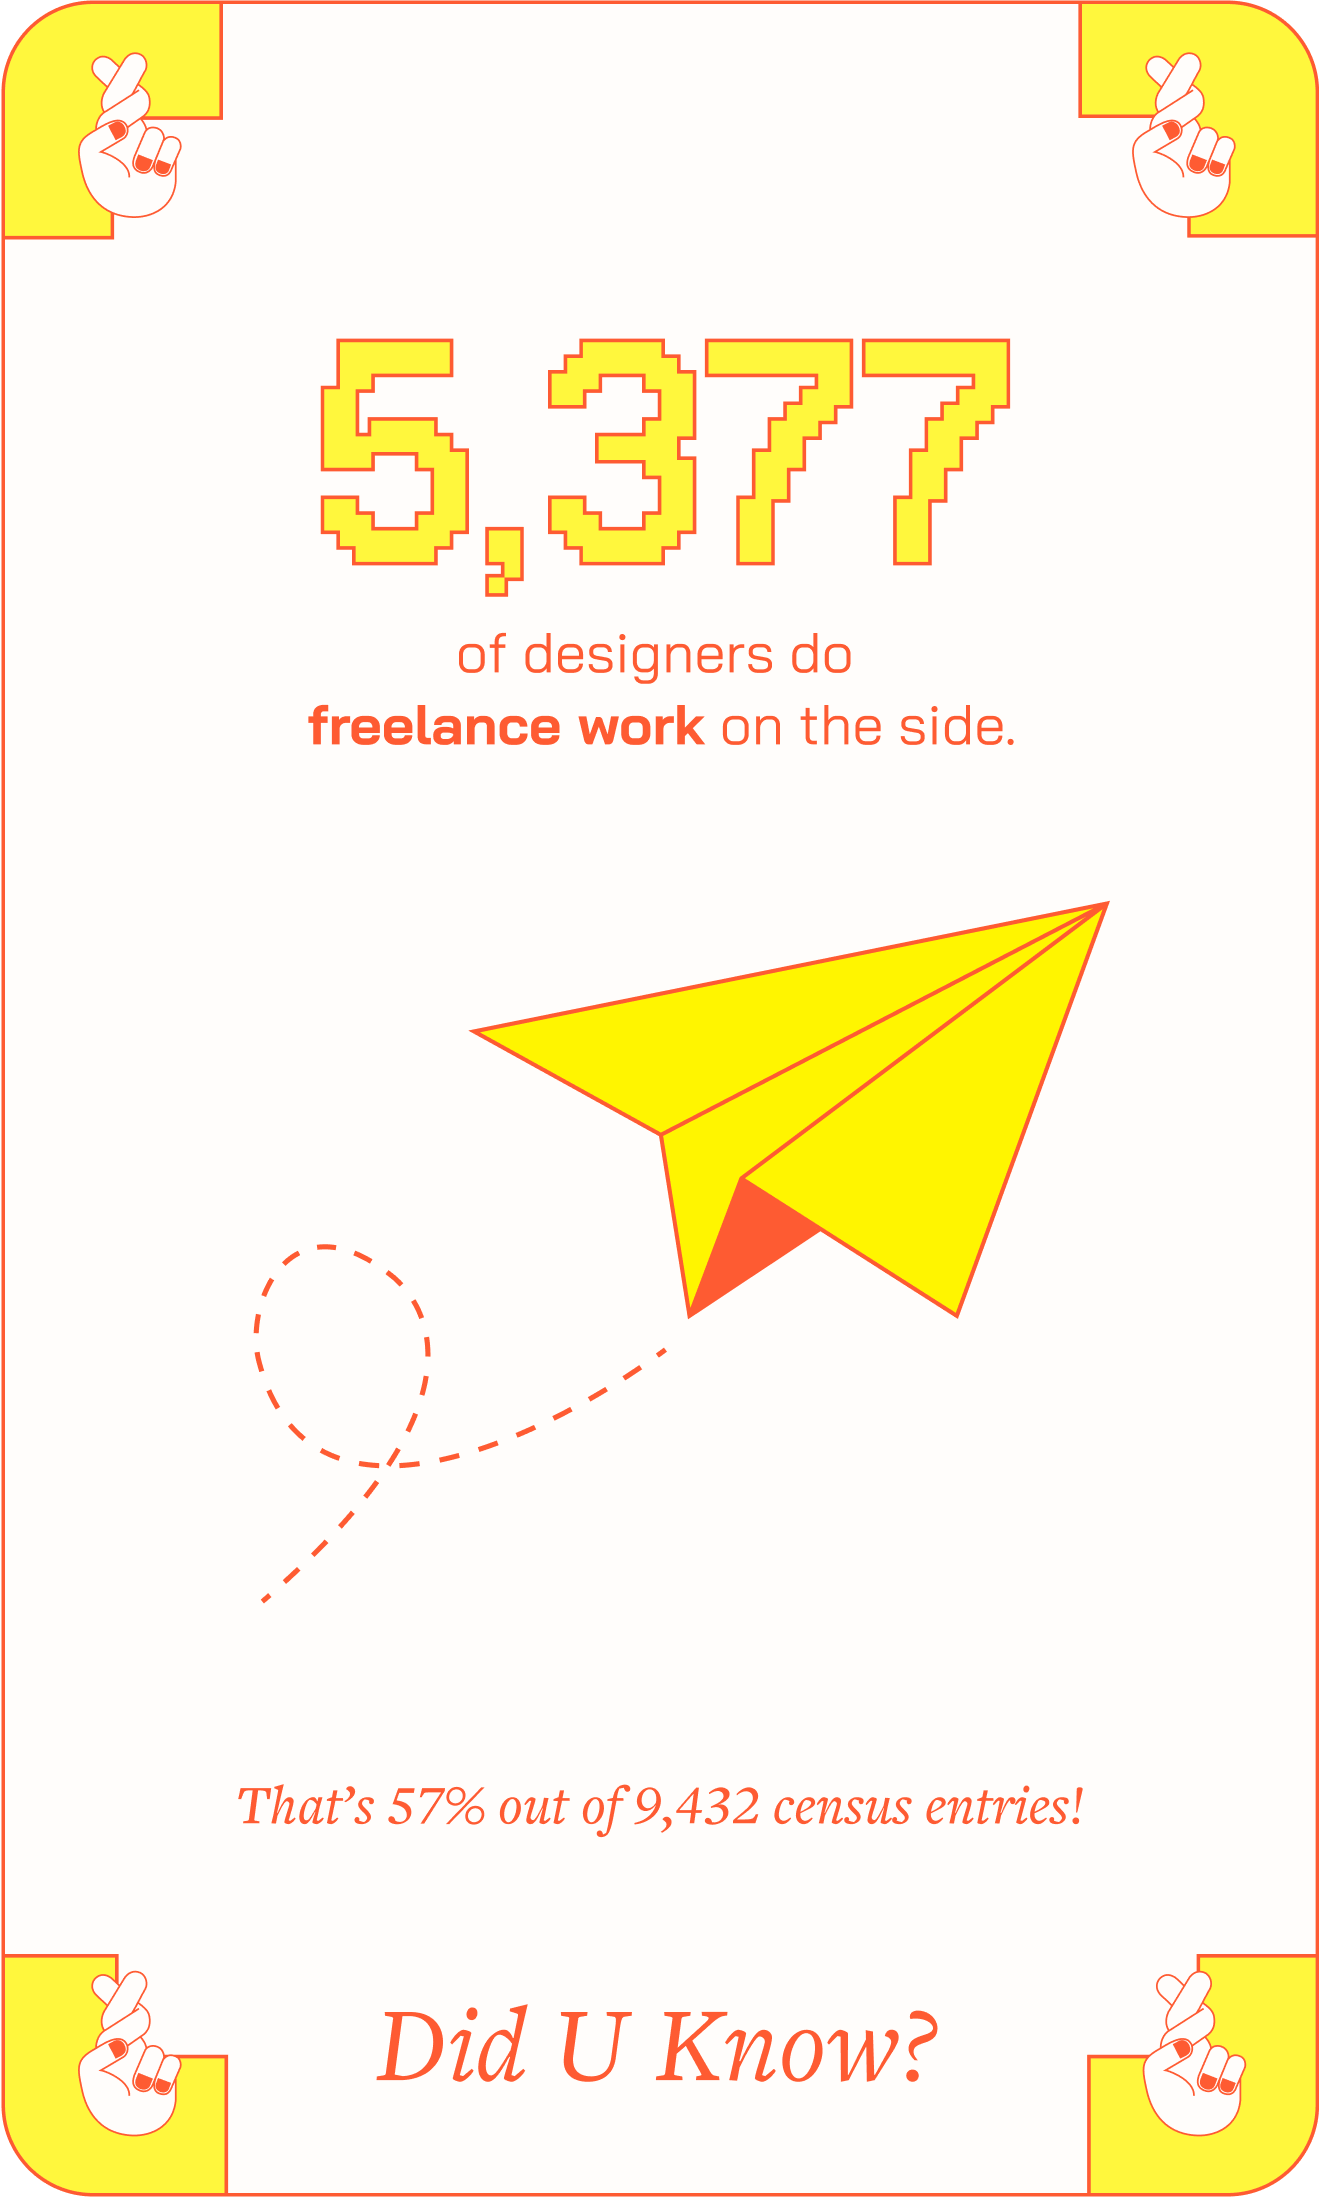 5,377
of designers do
freelance work on the side.
That’s 57% out of 9,432 census entries!
Did U Know?